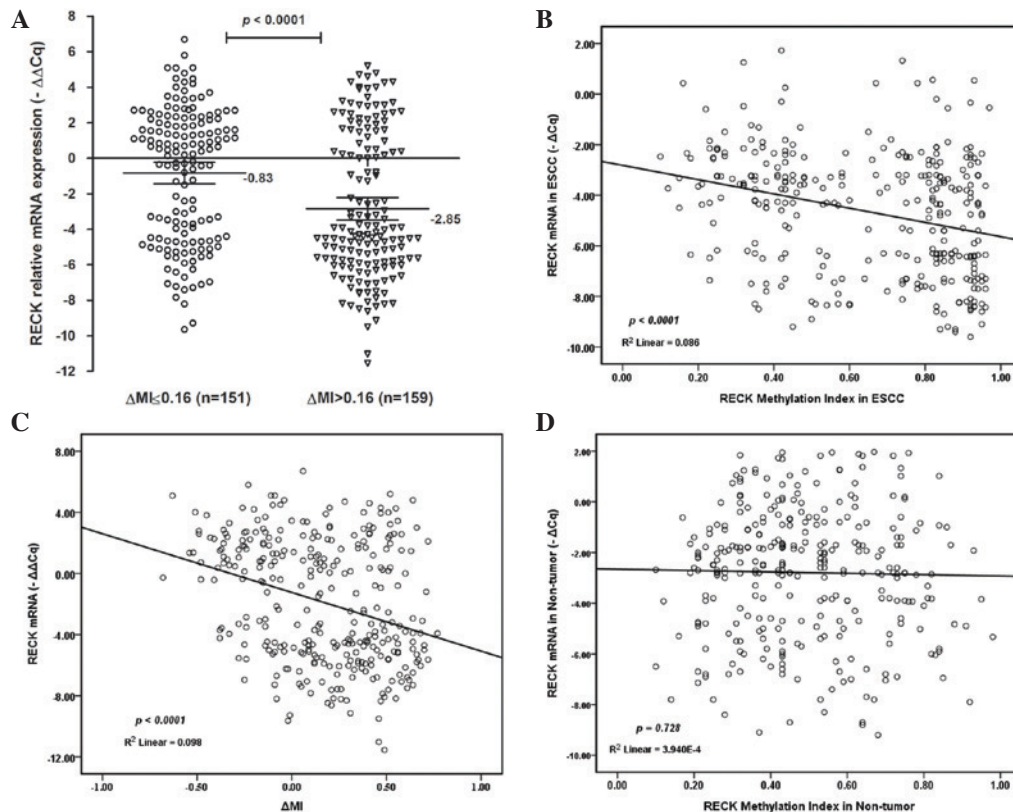 A
p < 0.0001
RECK relative mRNA expression (- ΔΔCq)
8
6
4
2
0
-2
-4
-6
-8
-10
-12
-0.83
-2.85
ΔMI≤0.16 (n=151)
ΔMI>0.16 (n=159)
B
RECK mRNA in ESCC (- ΔCq)
2.00
0.00
-2.00
-4.00
-6.00
-8.00
-10.00
p < 0.0001
R² Linear = 0.086
0.00 0.20 0.40 0.60 0.80 1.00
RECK Methylation Index in ESCC
C
RECK mRNA (- ΔΔCq)
8.00
4.00
0.00
-4.00
-8.00
-12.00
p < 0.0001
R² Linear = 0.098
-1.00 -0.50 0.00 0.50 1.00
ΔMI
D
RECK mRNA in Non-tumor (- ΔCq)
2.00
0.00
-2.00
-4.00
-6.00
-8.00
-10.00
p = 0.728
R² Linear = 3.940E-4
0.00 0.20 0.40 0.60 0.80 1.00
RECK Methylation Index in Non-tumor